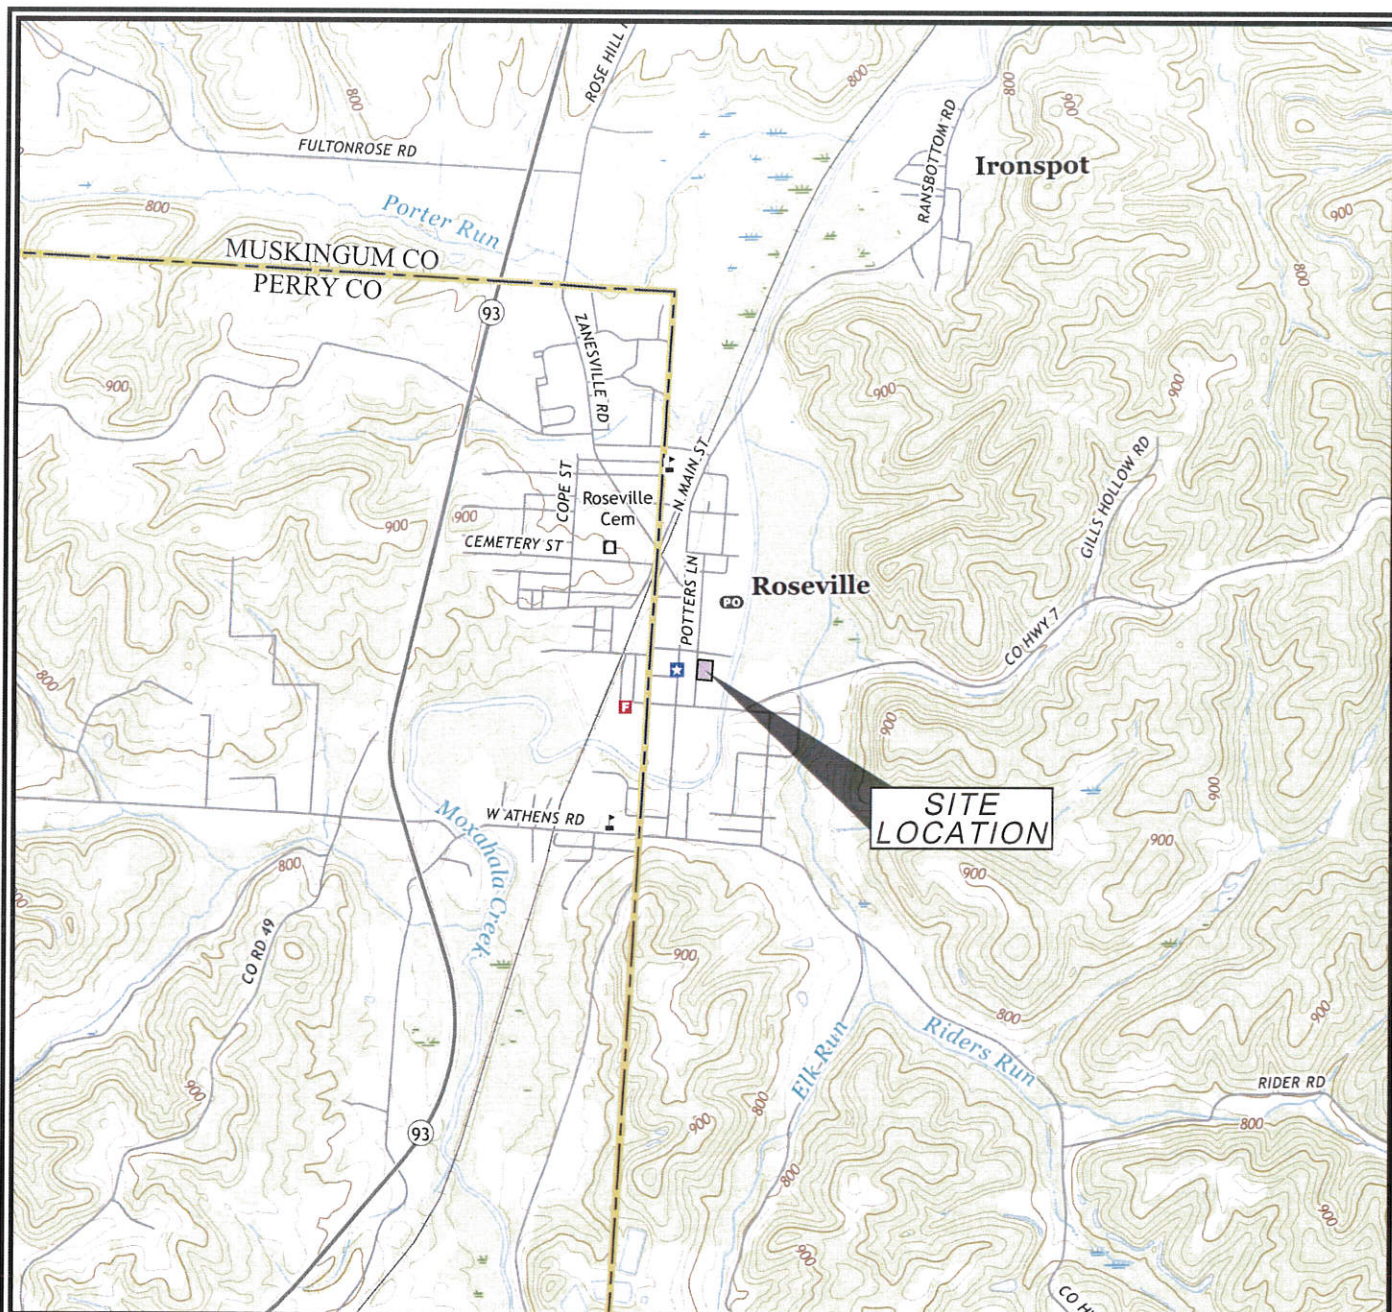 ROSE HILL
800
800
800
900
RANSBOTTOM RD
Ironspot
FULTONROSE RD
800
Porter Run
900
MUSKINGUM CO
PERRY CO
800
93
ZANESVILLE RD
900
900
900
N MAIN ST
COPE ST
Roseville
Cem
900
900
CEMETERY ST
GILLS HOLLOW RD
POTTERS LN
PO
Roseville
CO HWY 7
800
F
900
900
SITE
LOCATION
W ATHENS RD
Moxahala Creek
800
900
900
CO RD 49
900
800
900
Elk Run
Riders Run
900
RIDER RD
800
900
800
93
800
900
900